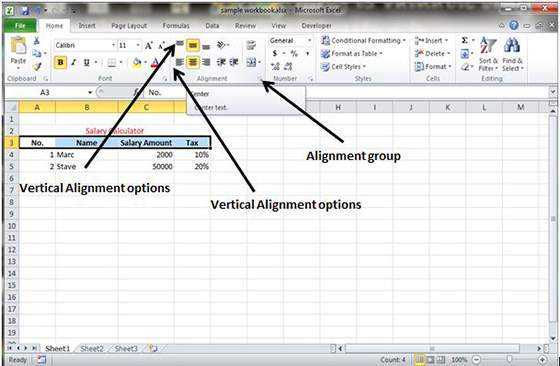 sample workbook.xlsx - Microsoft Excel
File Home Insert Page Layout Formulas Data Review View Developer
Calibri 11 A A General Conditional Formatting Insert Σ
Paste B I U A $ % , Format as Table Delete Sort & Find &
Cell Styles Format Filter Select
Clipboard Font Alignment Number Styles Cells Editing
A3 fx No.
Center
Center text.
A B C D H I J K L M
1
2 Salary Calculator
3 No. Name Salary Amount Tax
4 1 Marc 2000 10%
5 2 Stave 50000 20%
6
7
8
9
10
11
12
13
14
15
16
17
18
19
Alignment group
Vertical Alignment options
Vertical Alignment options
Sheet1 Sheet2 Sheet3
Ready Count: 4 100%